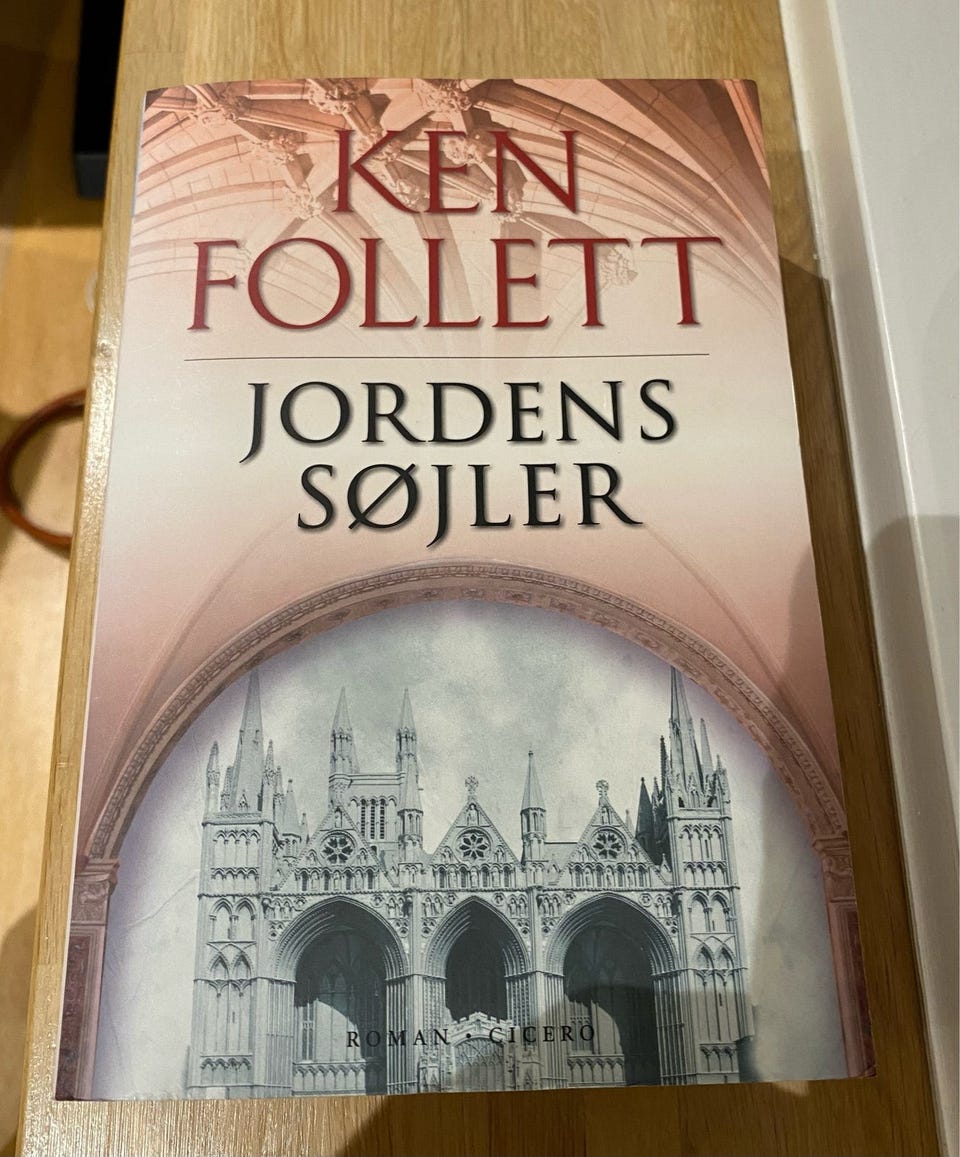 KEN
FOLLETT
JORDENS
SØJLER
ROMAN • CICERO